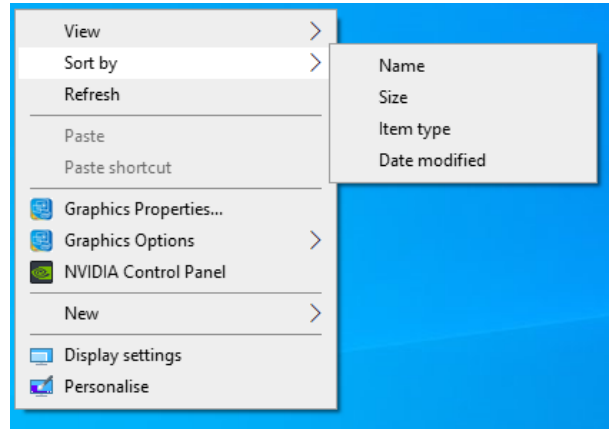 View
Sort by
Refresh
Paste
Paste shortcut
Graphics Properties...
Graphics Options
NVIDIA Control Panel
New
Display settings
Personalise
Name
Size
Item type
Date modified